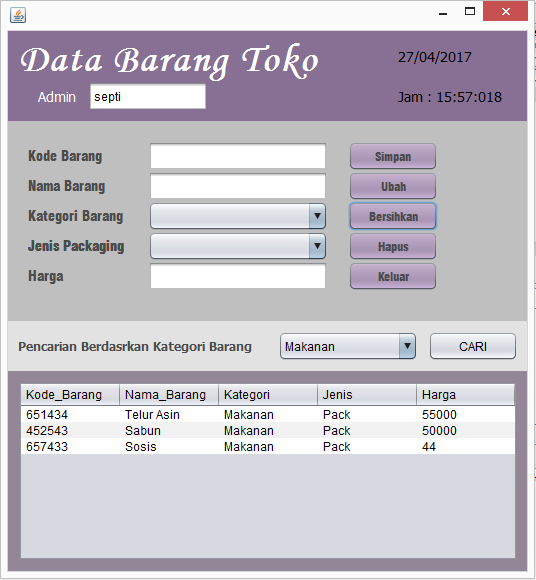 Data Barang Toko
27/04/2017
Admin septi
Jam : 15:57:018
Kode Barang Simpan
Nama Barang Ubah
Kategori Barang Bersihkan
Jenis Packaging Hapus
Harga Keluar
Pencarian Berdasrkan Kategori Barang Makanan CARI
Kode_Barang Nama_Barang Kategori Jenis Harga
651434 Telur Asin Makanan Pack 55000
452543 Sabun Makanan Pack 50000
657433 Sosis Makanan Pack 44